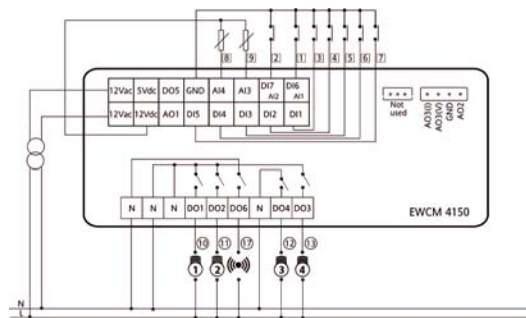 8 9 2 1 3 4 5 6 7
12Vac 5Vdc DO5 GND AI4 AI3 DI7 AI2 DI6 AI1
12Vac 12Vdc AO1 DI5 DI4 DI3 DI2 DI1
Not used
AO3(I)
AO3(V)
GND
AO2
N N N DO1 DO2 DO6 N DO4 DO3
EWCM 4150
10 11 17 12 13
1 2 3 4
N
L